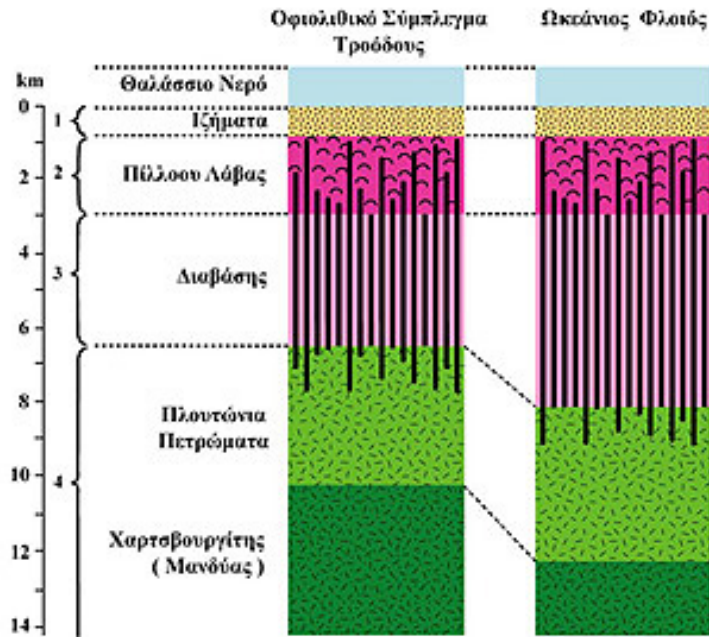 Οφιολιθικό Σύμπλεγμα
Τροόδους
Ωκεάνιος Φλοιός
km
Θαλάσσιο Νερό
0
1
Ιζήματα
2
2
Πίλλοου Λάβας
4
3
Διαβάσης
6
8
Πλουτώνια
Πετρώματα
10
4
Χαρτσβουργίτης
( Μανδύας )
12
14